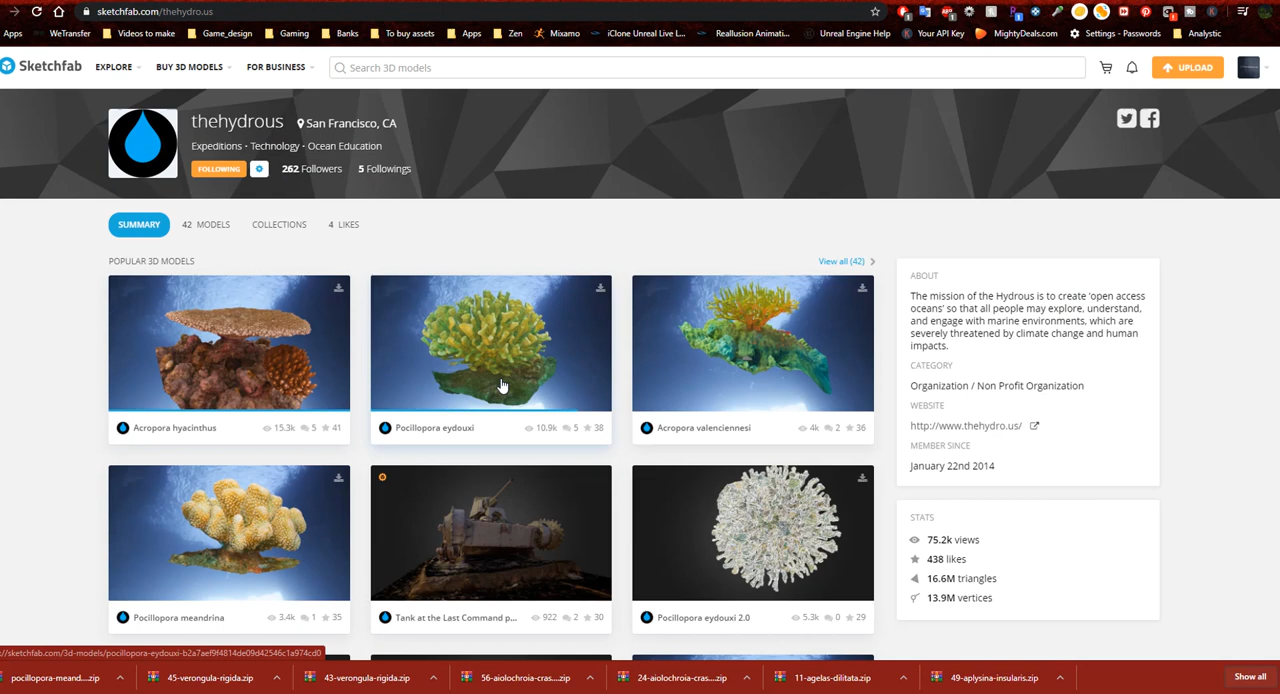 sketchfab.com/thehydro.us
Apps WeTransfer Videos to make Game_design Gaming Banks To buy assets Apps Zen Mixamo iClone Unreal Live L... Reallusion Animati... Unreal Engine Help Your API Key MightyDeals.com Settings - Passwords Analystic
Sketchfab EXPLORE BUY 3D MODELS FOR BUSINESS Search 3D models UPLOAD
thehydrous San Francisco, CA
Expeditions · Technology · Ocean Education
FOLLOWING 262 Followers 5 Followings
SUMMARY 42 MODELS COLLECTIONS 4 LIKES
POPULAR 3D MODELS View all (42)
Acropora hyacinthus 15.3k 5 41
Pocillopora eydouxi 10.9k 5 38
Acropora valenciennesi 4k 2 36
Pocillopora meandrina 3.4k 1 35
Tank at the Last Command p... 922 2 30
Pocillopora eydouxi 2.0 5.3k 0 29
ABOUT
The mission of the Hydrous is to create 'open access
oceans' so that all people may explore, understand,
and engage with marine environments, which are
severely threatened by climate change and human
impacts.
CATEGORY
Organization / Non Profit Organization
WEBSITE
http://www.thehydro.us/
MEMBER SINCE
January 22nd 2014
STATS
75.2k views
438 likes
16.6M triangles
13.9M vertices
://sketchfab.com/3d-models/pocillopora-eydouxi-b2a7aef9f4814de09d42546c1a974cd0
pocillopora-meand....zip 45-verongula-rigida.zip 43-verongula-rigida.zip 56-aiolochroia-cras....zip 24-aiolochroia-cras....zip 11-agelas-dilitata.zip 49-aplysina-insularis.zip Show all